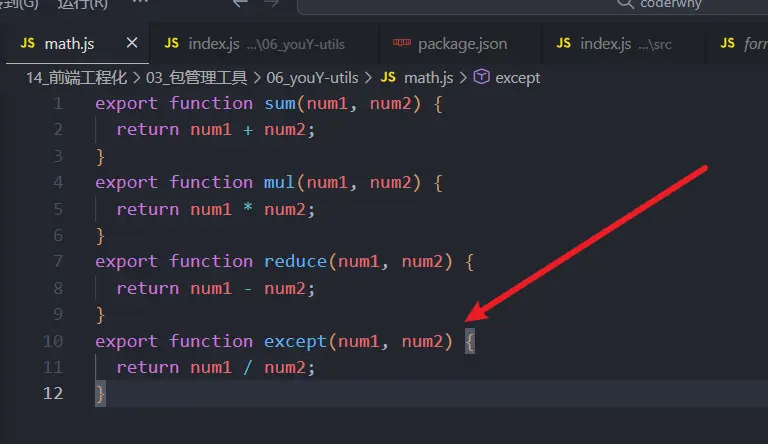 运行(R) ...
coderwhy
JS math.js × JS index.js ...\06_youY-utils package.json JS index.js ...\src JS for
14_前端工程化 > 03_包管理工具 > 06_youY-utils > JS math.js > except
1 export function sum(num1, num2) {
2 return num1 + num2;
3 }
4 export function mul(num1, num2) {
5 return num1 * num2;
6 }
7 export function reduce(num1, num2) {
8 return num1 - num2;
9 }
10 export function except(num1, num2) {
11 return num1 / num2;
12 }